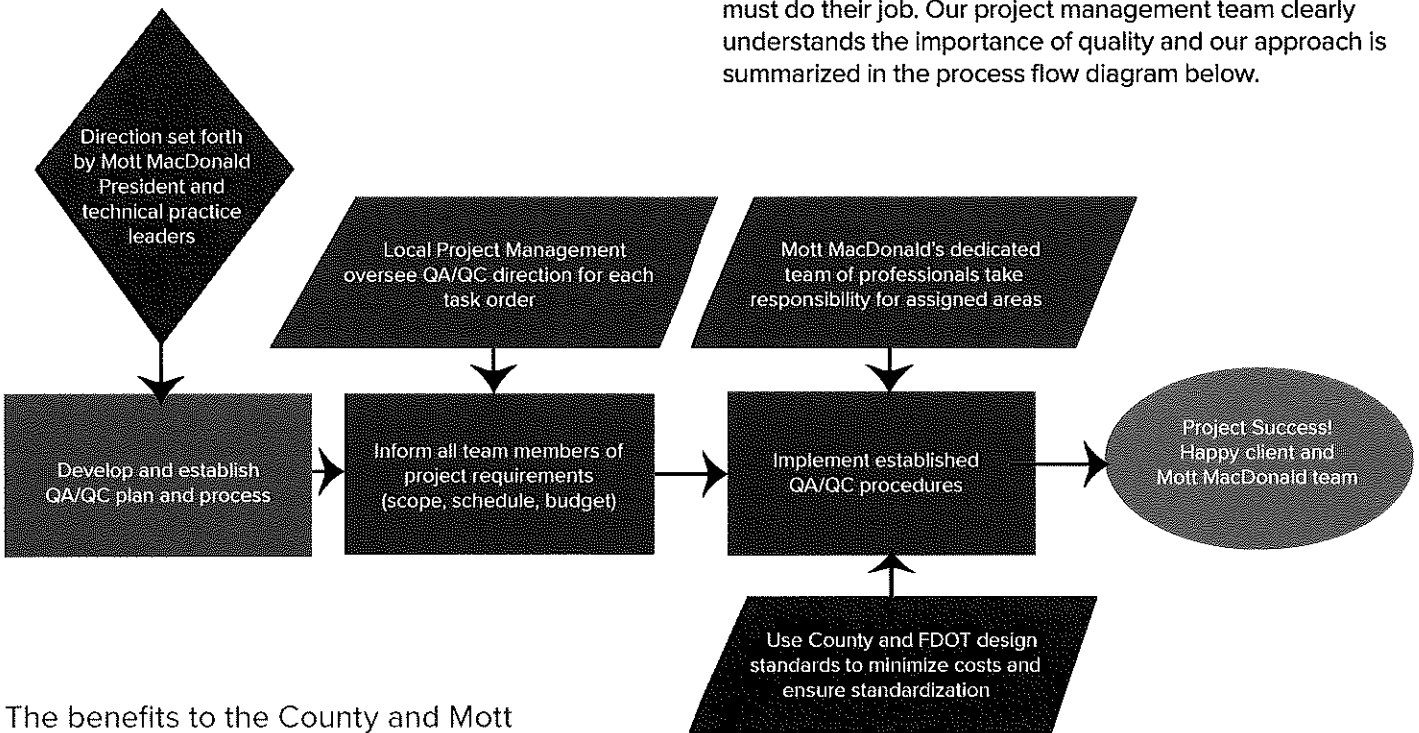 must do their job. Our project management team clearly
understands the importance of quality and our approach is
summarized in the process flow diagram below.
Direction set forth
by Mott MacDonald
President and
technical practice
leaders
Local Project Management
oversee QA/QC direction for each
task order
Mott MacDonald's dedicated
team of professionals take
responsibility for assigned areas
Develop and establish
QA/QC plan and process
Inform all team members of
project requirements
(scope, schedule, budget)
Implement established
QA/QC procedures
Project Success!
Happy client and
Mott MacDonald team
Use County and FDOT design
standards to minimize costs and
ensure standardization
The benefits to the County and Mott